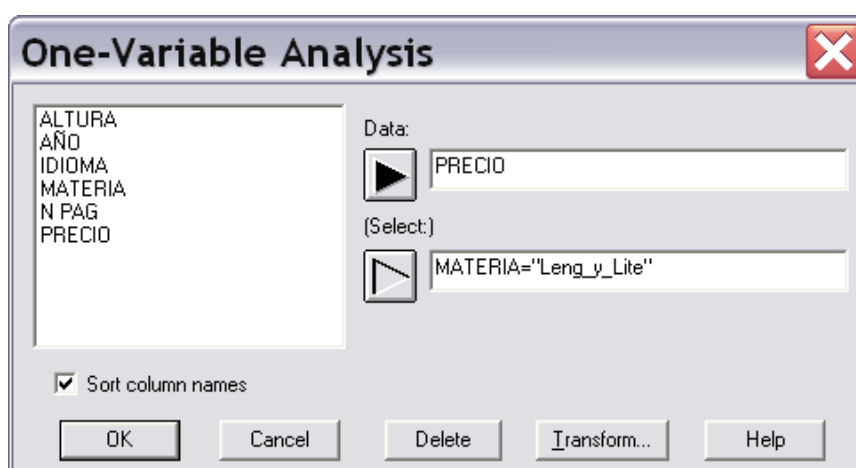 One-Variable Analysis
ALTURA
AÑO
IDIOMA
MATERIA
N PAG
PRECIO
Data:
PRECIO
(Select:)
MATERIA="Leng_y_Lite"
Sort column names
OK
Cancel
Delete
Transform...
Help